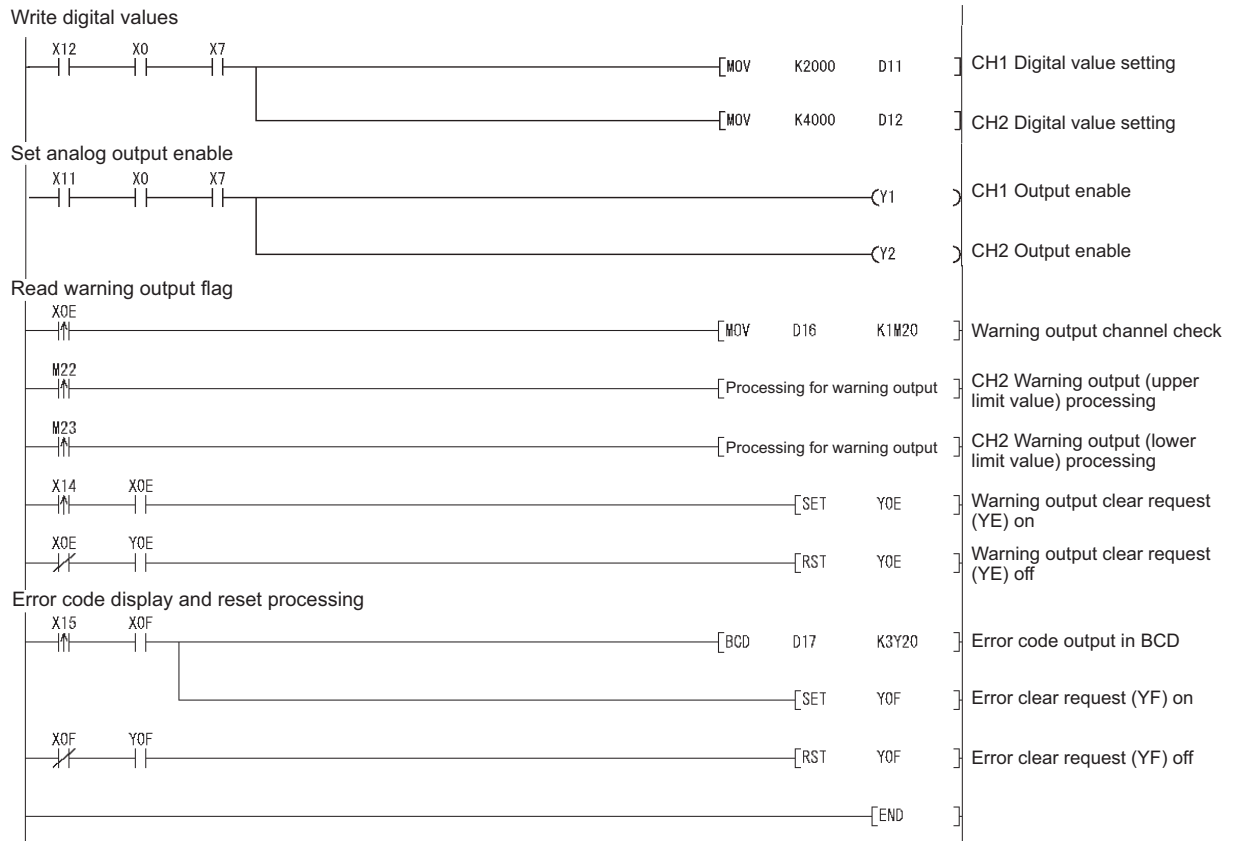 Write digital values
X12 X0 X7
MOV K2000 D11 CH1 Digital value setting
MOV K4000 D12 CH2 Digital value setting
Set analog output enable
X11 X0 X7
Y1 CH1 Output enable
Y2 CH2 Output enable
Read warning output flag
X0E
MOV D16 K1M20 Warning output channel check
M22
Processing for warning output CH2 Warning output (upper
limit value) processing
M23
Processing for warning output CH2 Warning output (lower
limit value) processing
X14 X0E
SET Y0E Warning output clear request
(YE) on
X0E Y0E
RST Y0E Warning output clear request
(YE) off
Error code display and reset processing
X15 X0F
BCD D17 K3Y20 Error code output in BCD
SET Y0F Error clear request (YF) on
X0F Y0F
RST Y0F Error clear request (YF) off
END